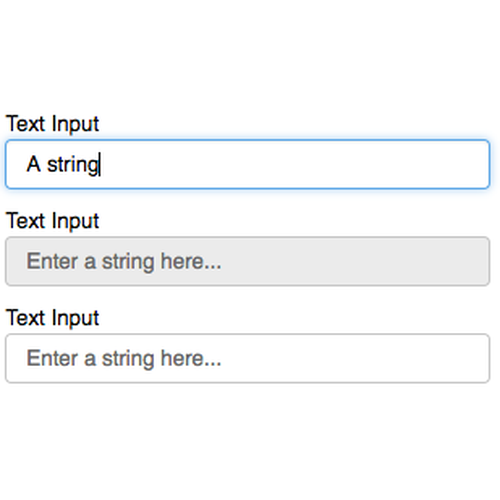 Text Input
A string
Text Input
Enter a string here...
Text Input
Enter a string here...